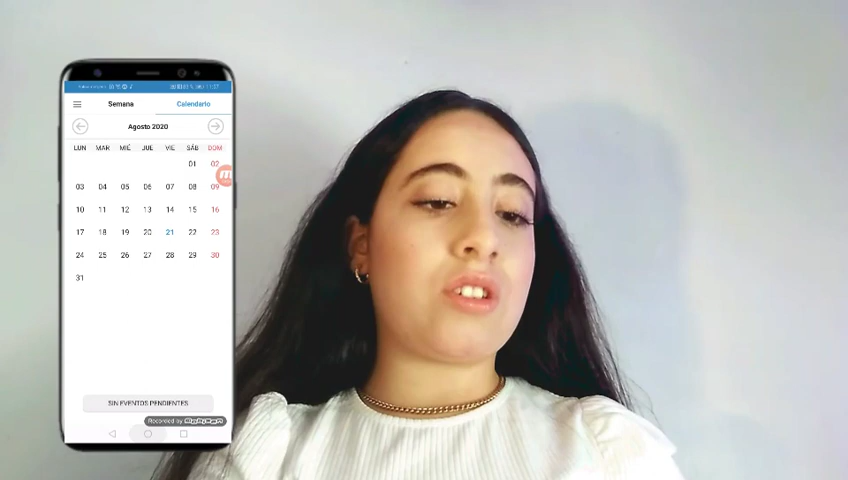 Semana Calendario
Agosto 2020
LUN MAR MIÉ JUE VIE SÁB DOM
01 02
03 04 05 06 07 08 09
10 11 12 13 14 15 16
17 18 19 20 21 22 23
24 25 26 27 28 29 30
31
SIN EVENTOS PENDIENTES
Recorded by